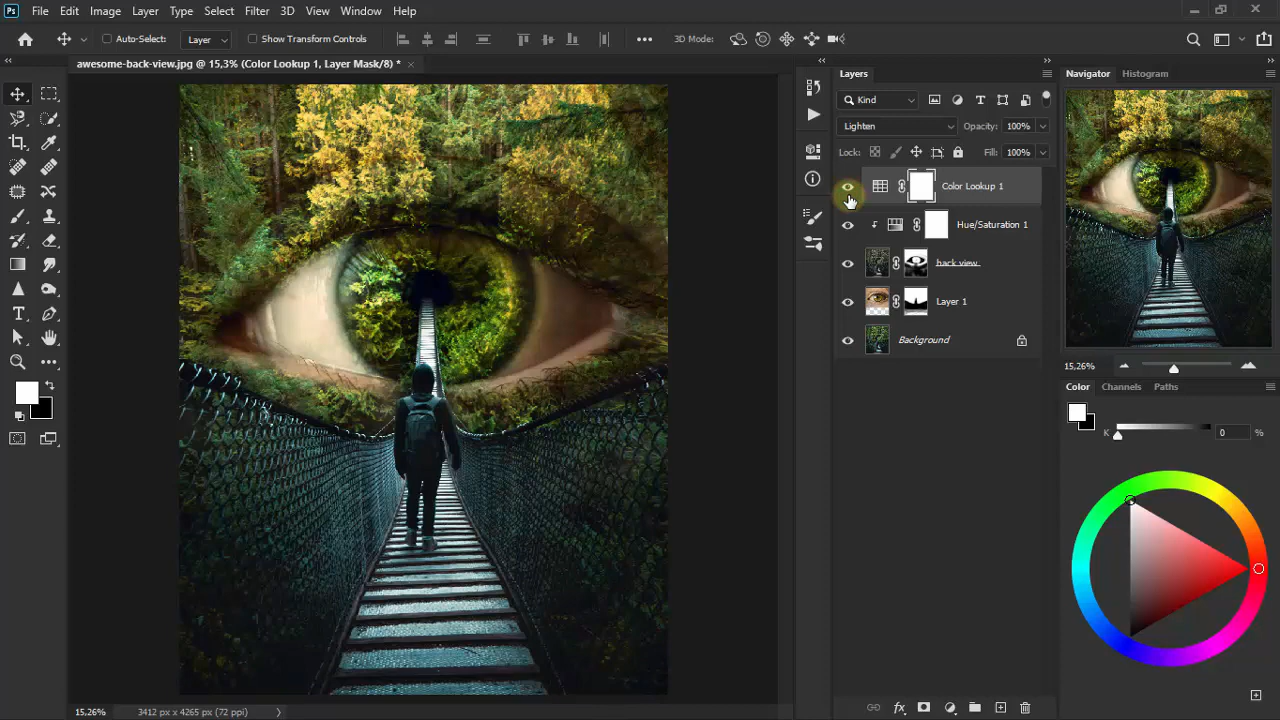 Ps File Edit Image Layer Type Select Filter 3D View Window Help
Auto-Select: Layer Show Transform Controls 3D Mode:
awesome-back-view.jpg @ 15,3% (Color Lookup 1, Layer Mask/8) *
Layers
Kind
Lighten Opacity: 100%
Lock: Fill: 100%
Color Lookup 1
Hue/Saturation 1
back view
Layer 1
Background
Navigator Histogram
15,26%
Color Channels Paths
K 0 %
15,26% 3412 px x 4265 px (72 ppi)
fx